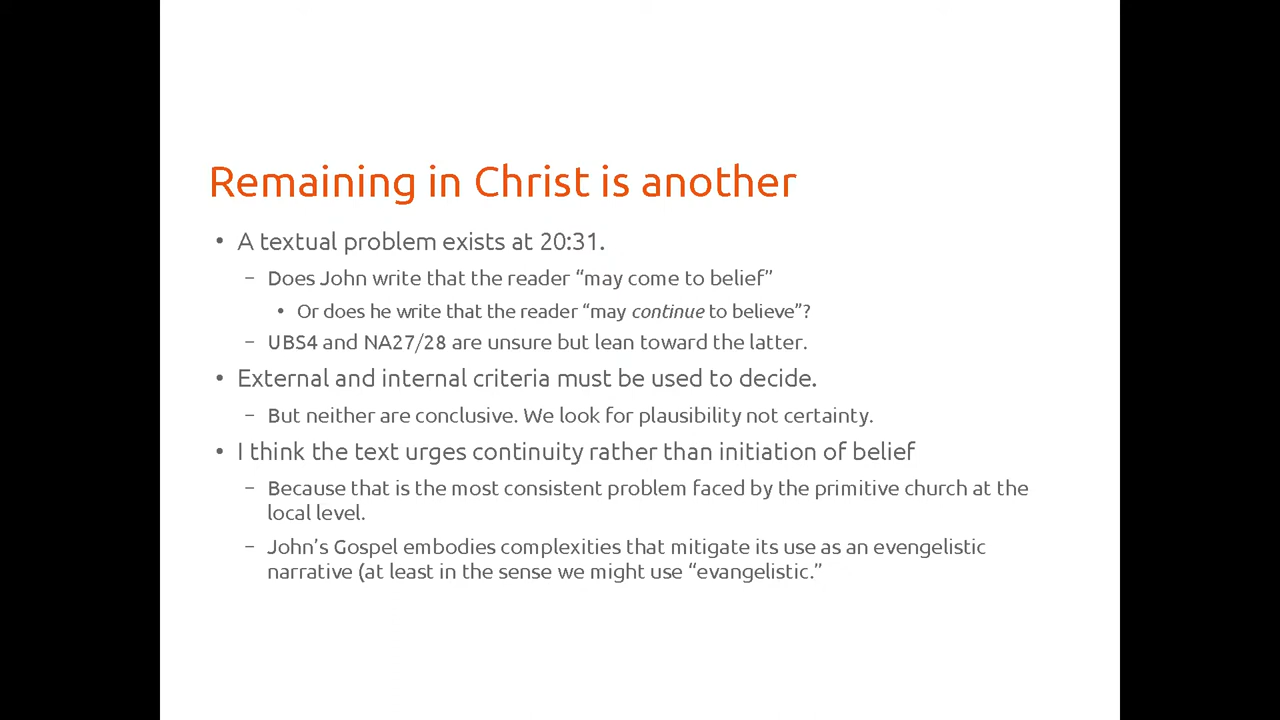 Remaining in Christ is another
• A textual problem exists at 20:31.
– Does John write that the reader “may come to belief”
• Or does he write that the reader “may continue to believe”?
– UBS4 and NA27/28 are unsure but lean toward the latter.
• External and internal criteria must be used to decide.
– But neither are conclusive. We look for plausibility not certainty.
• I think the text urges continuity rather than initiation of belief
– Because that is the most consistent problem faced by the primitive church at the
local level.
– John’s Gospel embodies complexities that mitigate its use as an evengelistic
narrative (at least in the sense we might use “evangelistic.”